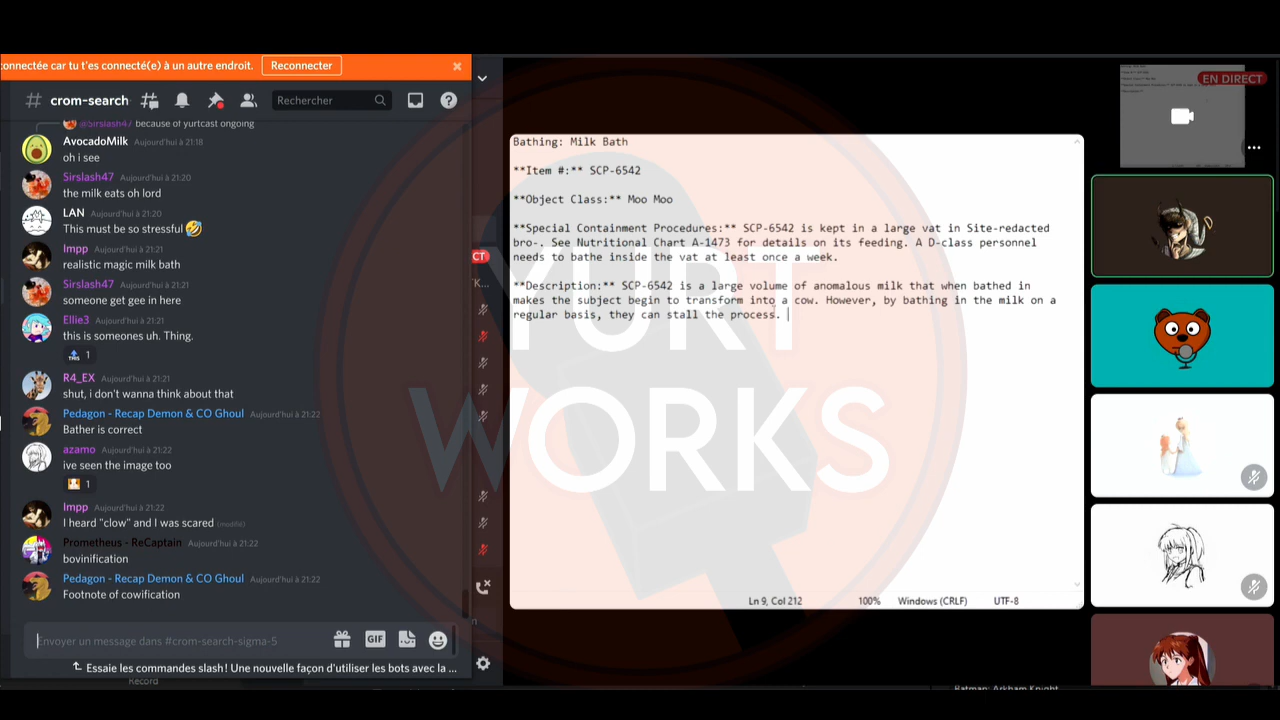 connectée car tu t'es connecté(e) à un autre endroit.
Reconnecter
# crom-search
Rechercher
@Sirslash47 because of yurtcast ongoing
AvocadoMilk Aujourd'hui à 21:18
oh i see
Sirslash47 Aujourd'hui à 21:20
the milk eats oh lord
LAN Aujourd'hui à 21:20
This must be so stressful 🤣
Impp Aujourd'hui à 21:21
realistic magic milk bath
Sirslash47 Aujourd'hui à 21:21
someone get gee in here
Ellie3 Aujourd'hui à 21:21
this is someones uh. Thing.
1
R4_EX Aujourd'hui à 21:21
shut, i don't wanna think about that
Pedagon - Recap Demon & CO Ghoul Aujourd'hui à 21:22
Bather is correct
azamo Aujourd'hui à 21:22
ive seen the image too
1
Impp Aujourd'hui à 21:22
I heard "clow" and I was scared (modifié)
Prometheus - ReCaptain Aujourd'hui à 21:22
bovinification
Pedagon - Recap Demon & CO Ghoul Aujourd'hui à 21:22
Footnote of cowification
Envoyer un message dans #crom-search-sigma-5
GIF
Essaie les commandes slash ! Une nouvelle façon d'utiliser les bots avec la ...
Record
CT
'K...
Bathing: Milk Bath
**Item #:** SCP-6542
**Object Class:** Moo Moo
**Special Containment Procedures:** SCP-6542 is kept in a large vat in Site-redacted
bro-. See Nutritional Chart A-1473 for details on its feeding. A D-class personnel
needs to bathe inside the vat at least once a week.
**Description:** SCP-6542 is a large volume of anomalous milk that when bathed in
makes the subject begin to transform into a cow. However, by bathing in the milk on a
regular basis, they can stall the process.
Ln 9, Col 212
100%
Windows (CRLF)
UTF-8
YURT
WORKS
EN DIRECT
Batman: Arkham Knight